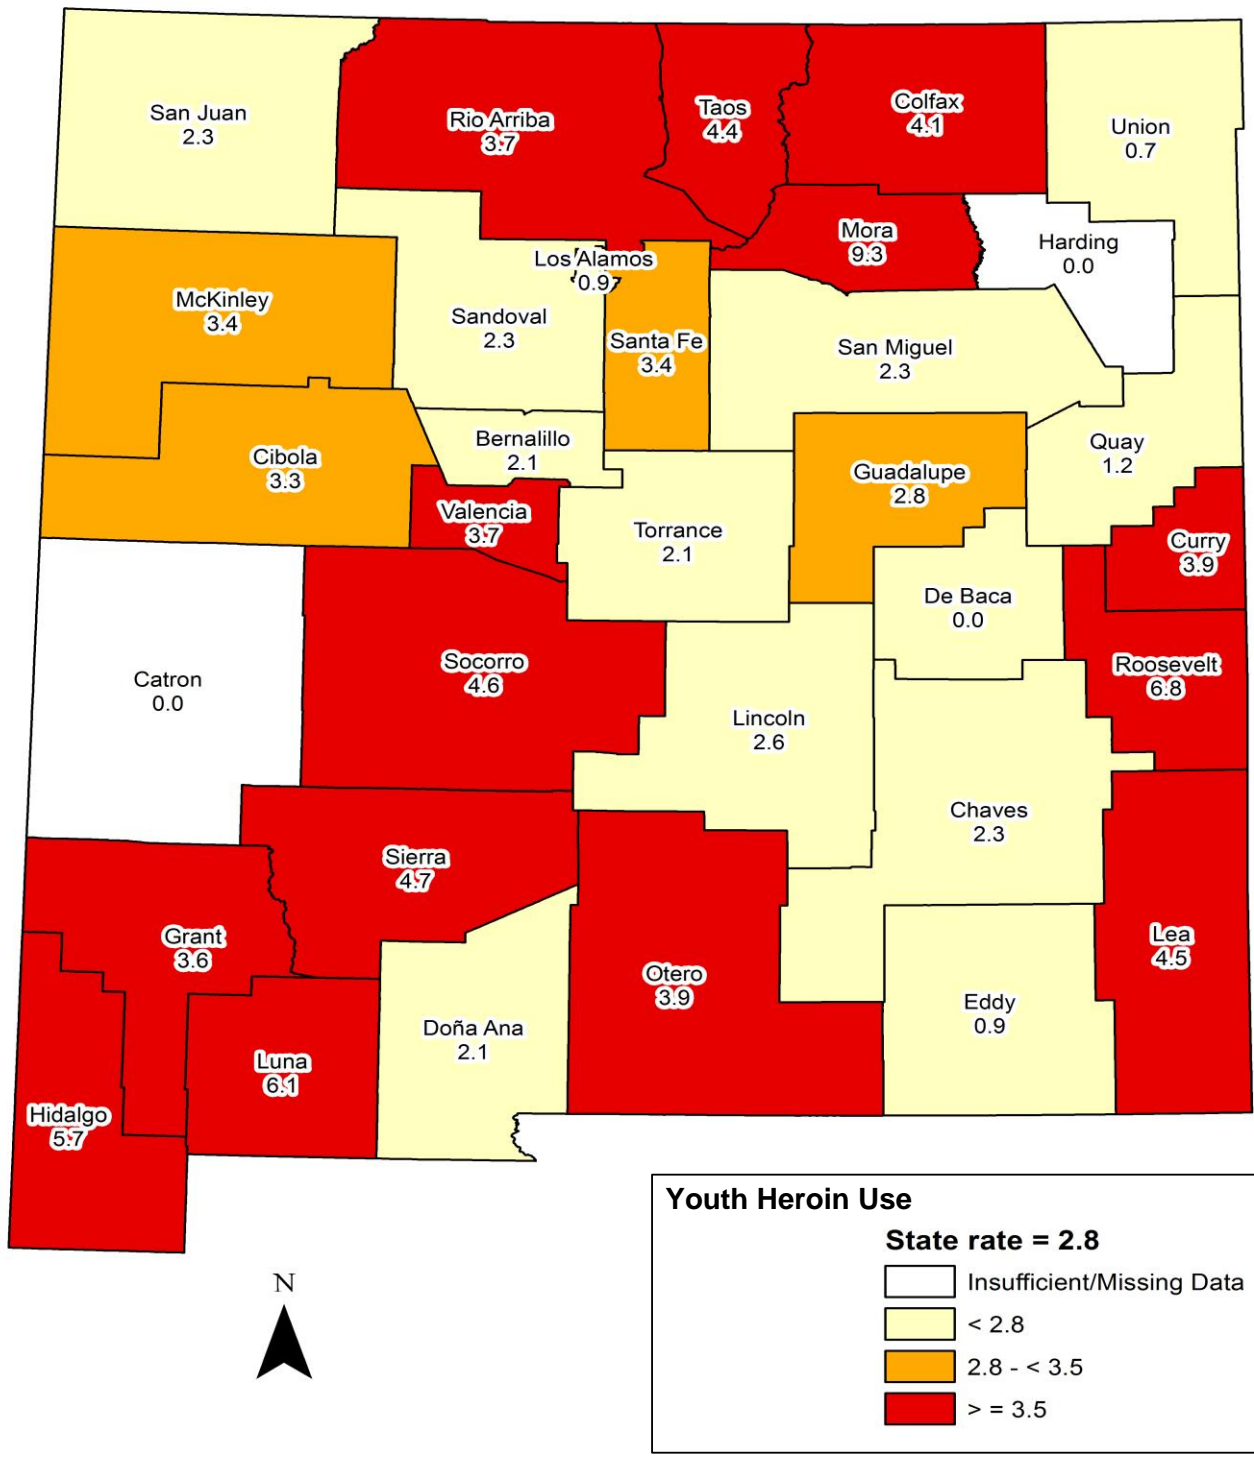 San Juan
2.3
Rio Arriba
3.7
Taos
4.4
Colfax
4.1
Union
0.7
Mora
9.3
Harding
0.0
Los Alamos
0.9
McKinley
3.4
Sandoval
2.3
Santa Fe
3.4
San Miguel
2.3
Cibola
3.3
Bernalillo
2.1
Quay
1.2
Guadalupe
2.8
Valencia
3.7
Torrance
2.1
Curry
3.9
De Baca
0.0
Catron
0.0
Socorro
4.6
Roosevelt
6.8
Lincoln
2.6
Chaves
2.3
Sierra
4.7
Grant
3.6
Otero
3.9
Lea
4.5
Eddy
0.9
Doña Ana
2.1
Luna
6.1
Hidalgo
5.7
N
Youth Heroin Use
State rate = 2.8
Insufficient/Missing Data
< 2.8
2.8 - < 3.5
> = 3.5